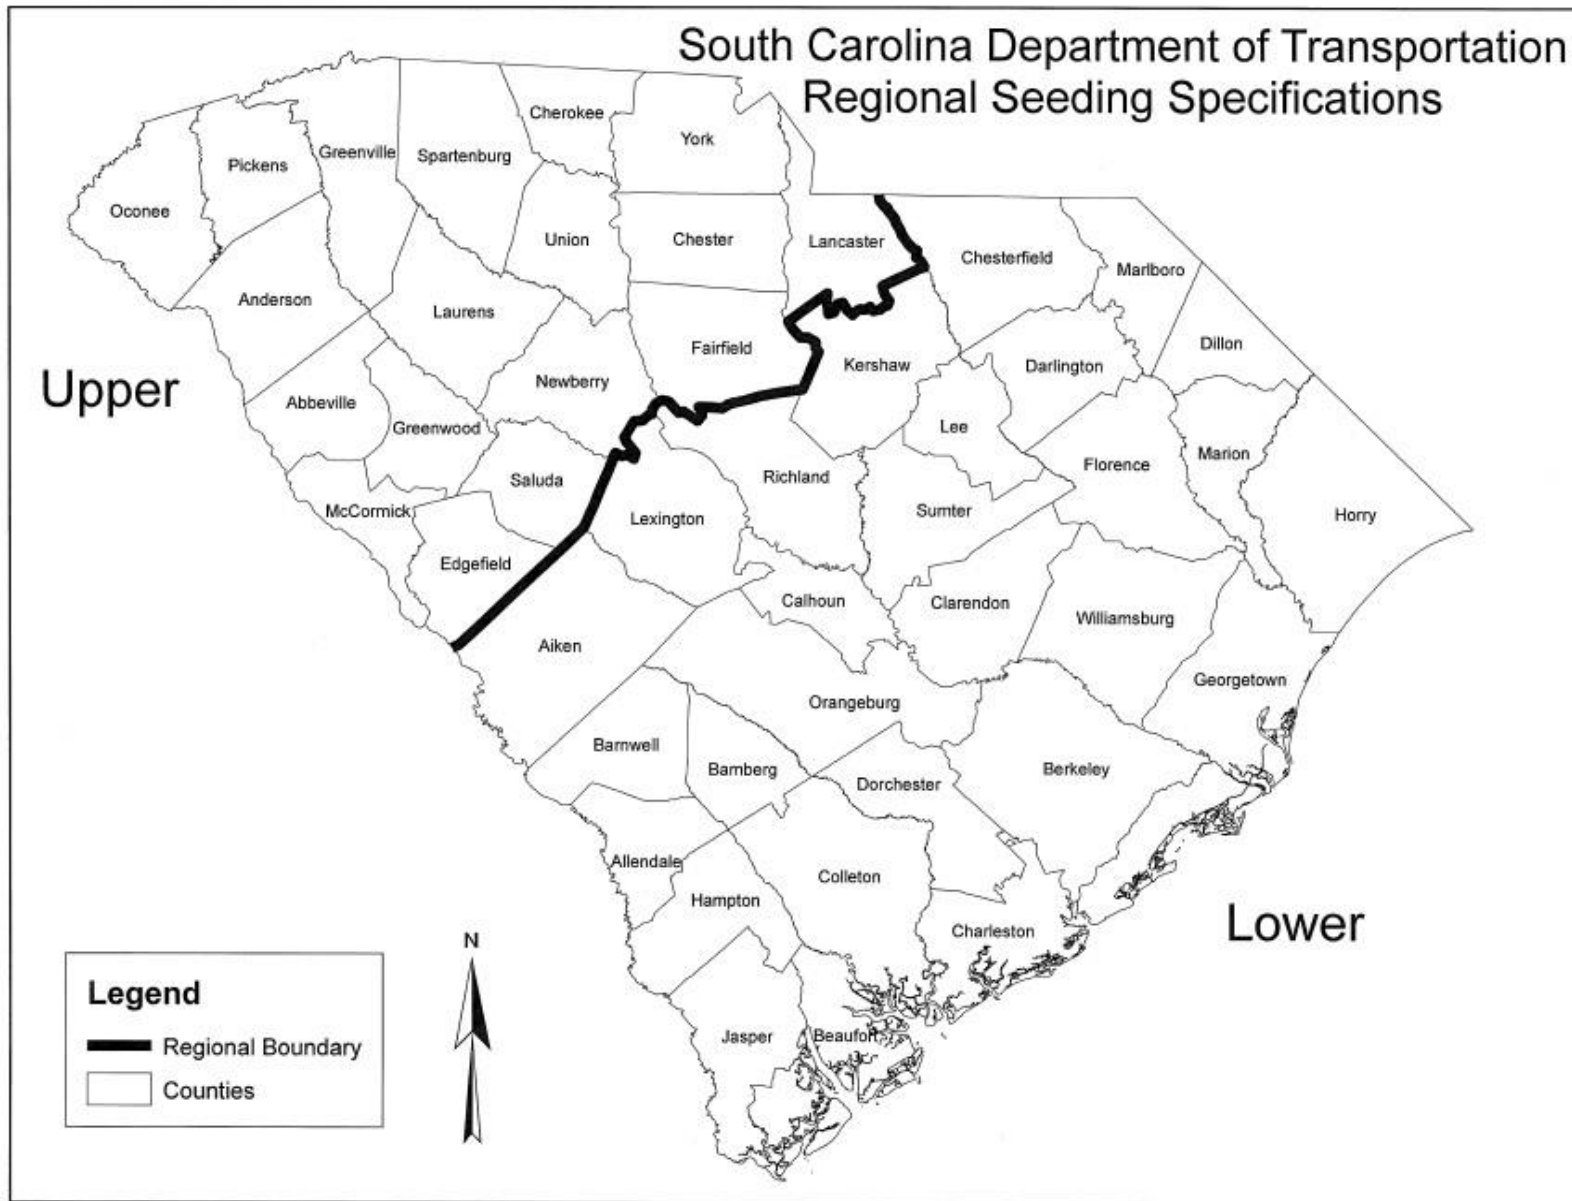 South Carolina Department of Transportation
Regional Seeding Specifications
Cherokee
York
Greenville
Spartenburg
Pickens
Oconee
Union
Chester
Lancaster
Chesterfield
Marlboro
Anderson
Laurens
Fairfield
Dillon
Kershaw
Darlington
Upper
Newberry
Abbeville
Greenwood
Lee
Marion
Florence
Saluda
Richland
McCormick
Lexington
Sumter
Horry
Edgefield
Calhoun
Clarendon
Williamsburg
Aiken
Georgetown
Orangeburg
Barnwell
Bamberg
Berkeley
Dorchester
Allendale
Colleton
Hampton
Charleston
Lower
N
Legend
Regional Boundary
Counties
Jasper
Beaufort